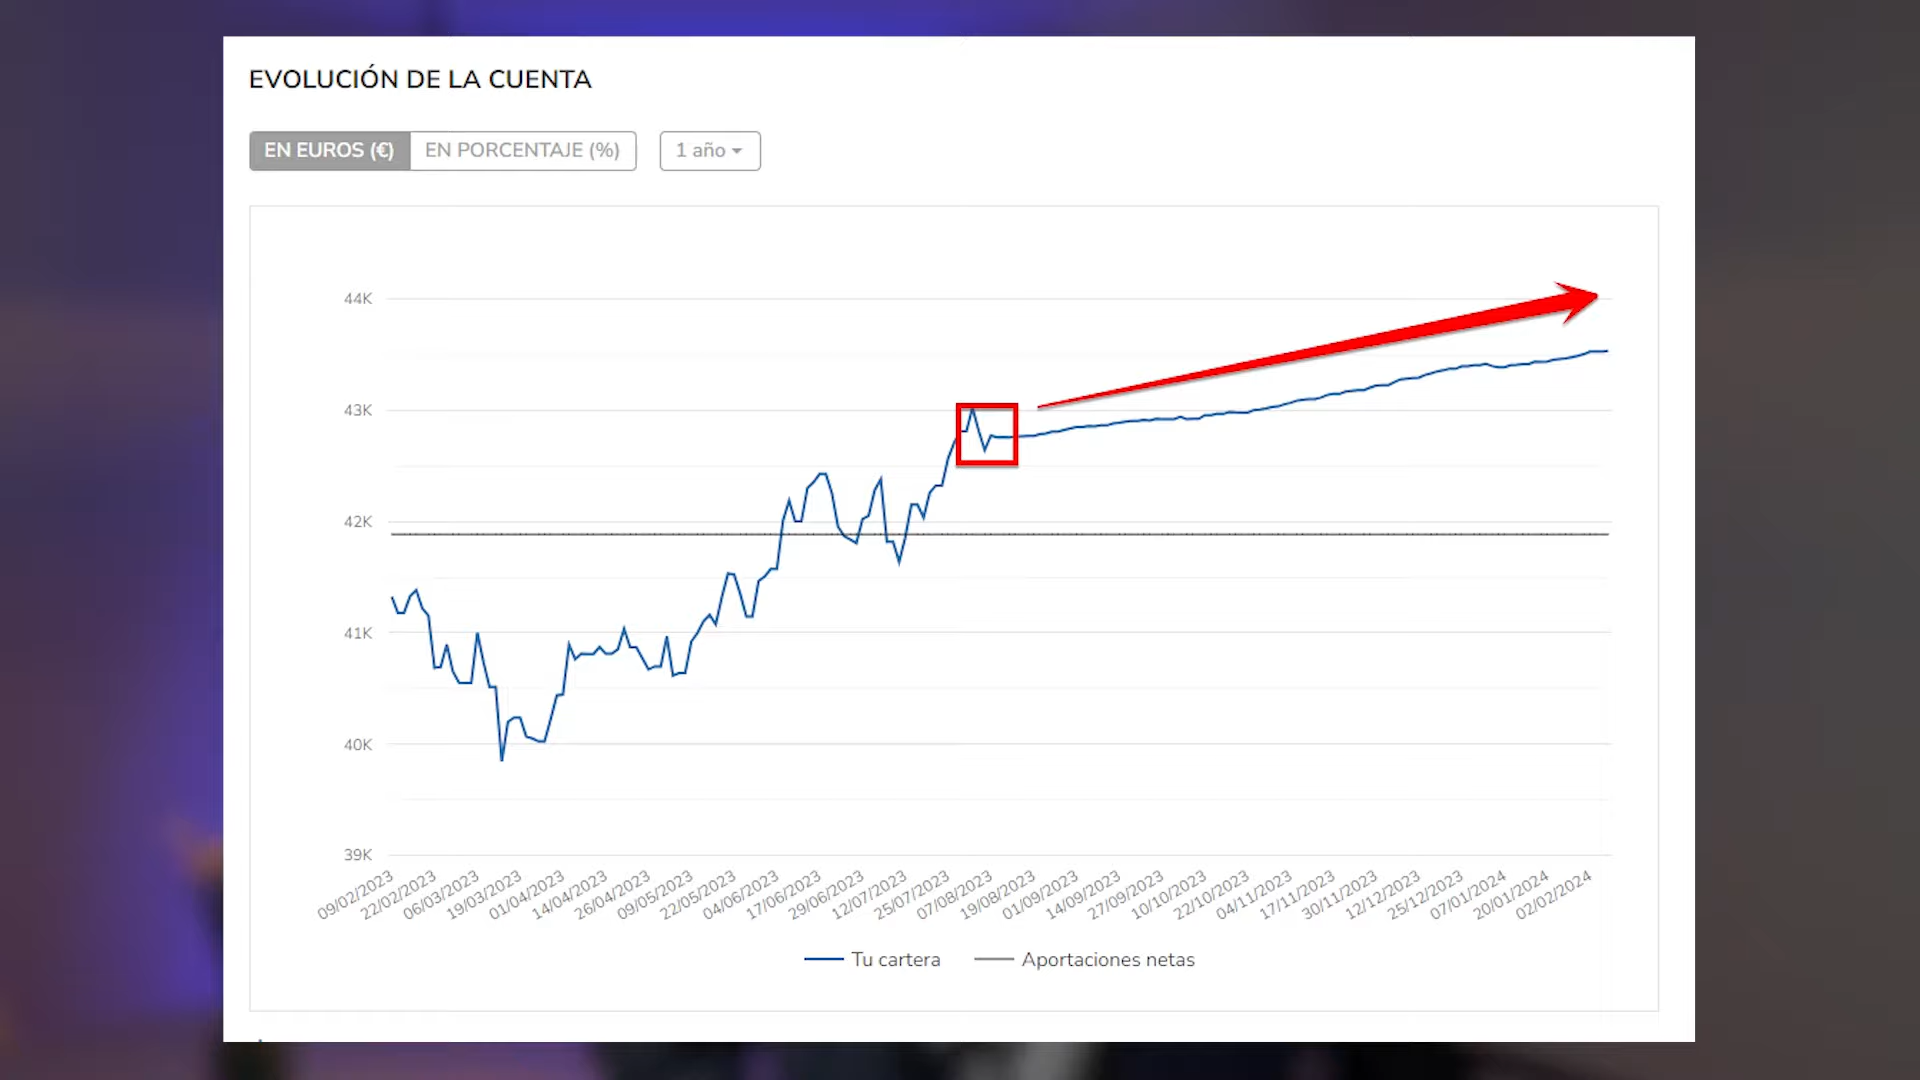 EVOLUCIÓN DE LA CUENTA
EN EUROS (€) EN PORCENTAJE (%) 1 año
44K
43K
42K
41K
40K
39K
09/02/2023 22/02/2023 06/03/2023 19/03/2023 01/04/2023 14/04/2023 26/04/2023 09/05/2023 22/05/2023 04/06/2023 17/06/2023 29/06/2023 12/07/2023 25/07/2023 07/08/2023 19/08/2023 01/09/2023 14/09/2023 27/09/2023 10/10/2023 22/10/2023 04/11/2023 17/11/2023 30/11/2023 12/12/2023 25/12/2023 07/01/2024 20/01/2024 02/02/2024
Tu cartera Aportaciones netas